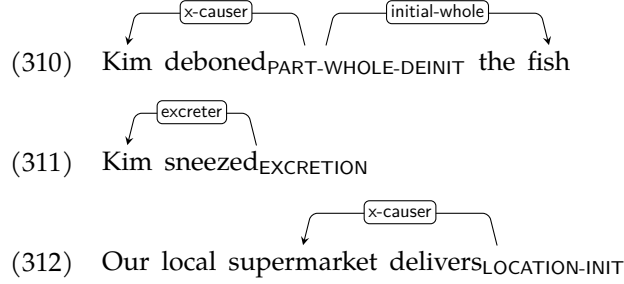 x-causer initial-whole
(310) Kim deboned PART-WHOLE-DEINIT the fish
excreter
(311) Kim sneezed EXCRETION
x-causer
(312) Our local supermarket delivers LOCATION-INIT